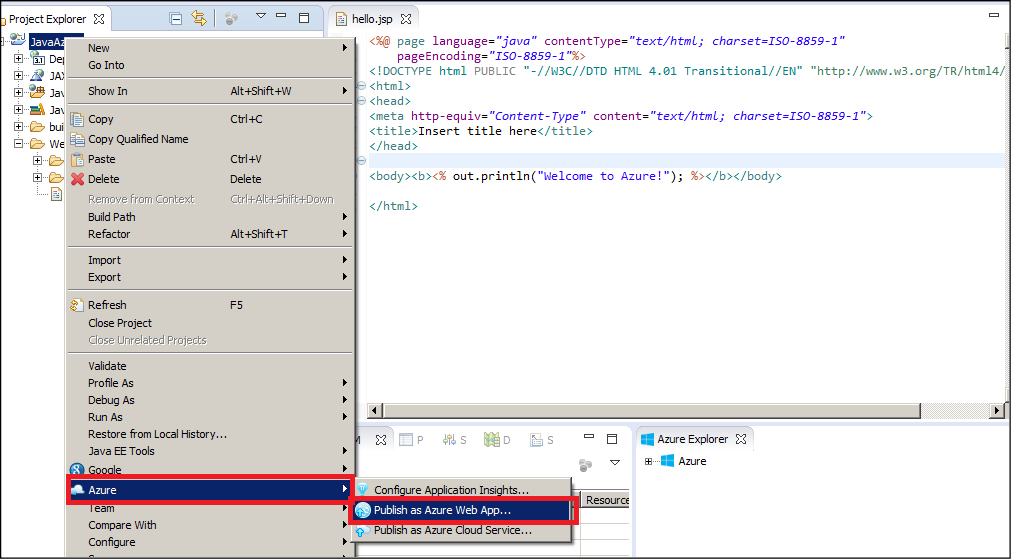 Project Explorer
hello.jsp
JavaAz
Dep
JAX
Jav
Java
bui
We
New
Go Into
Show In Alt+Shift+W
Copy Ctrl+C
Copy Qualified Name
Paste Ctrl+V
Delete Delete
Remove from Context Ctrl+Alt+Shift+Down
Build Path
Refactor Alt+Shift+T
Import
Export
Refresh F5
Close Project
Close Unrelated Projects
Validate
Profile As
Debug As
Run As
Restore from Local History...
Java EE Tools
Google
Azure
Team
Compare With
Configure
Configure Application Insights...
Publish as Azure Web App...
Publish as Azure Cloud Service...
<%@ page language="java" contentType="text/html; charset=ISO-8859-1"
pageEncoding="ISO-8859-1"%>
<!DOCTYPE html PUBLIC "-//W3C//DTD HTML 4.01 Transitional//EN" "http://www.w3.org/TR/html4/
<html>
<head>
<meta http-equiv="Content-Type" content="text/html; charset=ISO-8859-1">
<title>Insert title here</title>
</head>
<body><b><% out.println("Welcome to Azure!"); %></b></body>
</html>
M P S D S
Resource
Azure Explorer
Azure